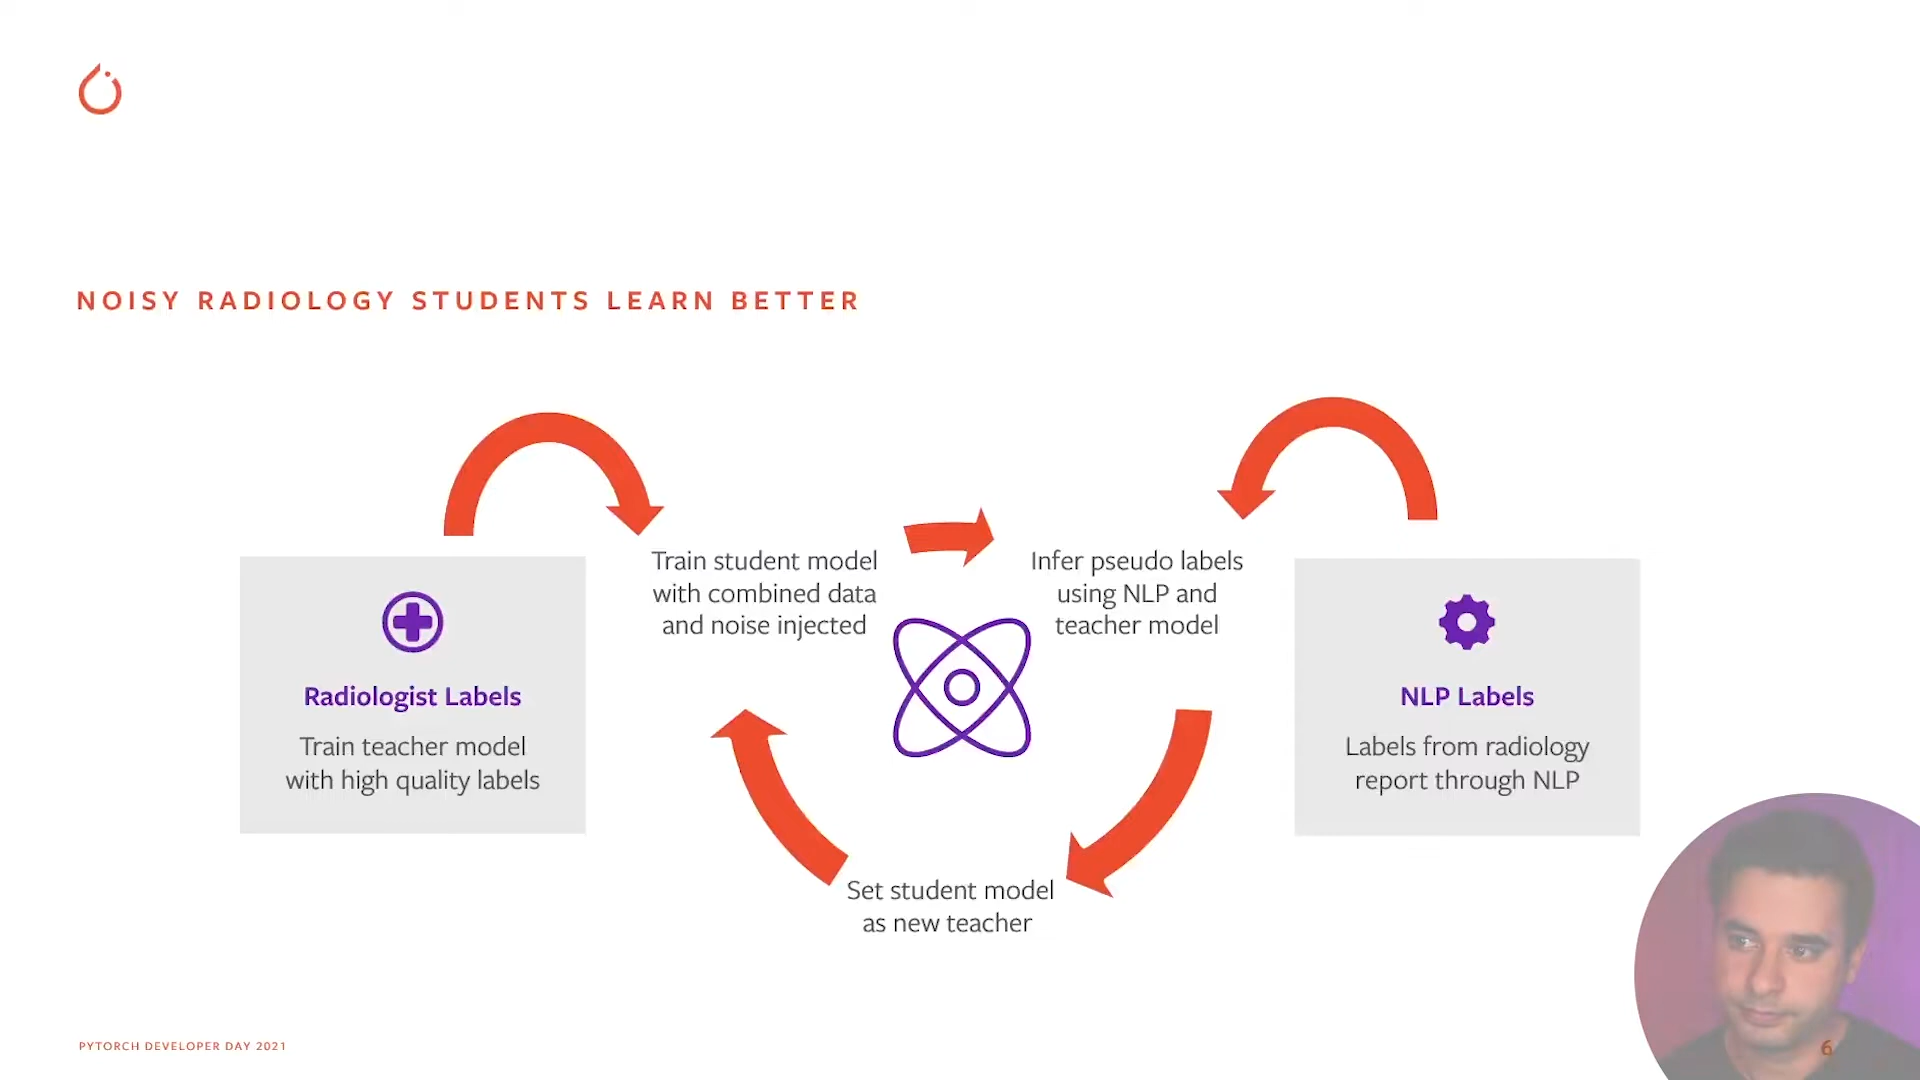 NOISY RADIOLOGY STUDENTS LEARN BETTER
Train student model
with combined data
and noise injected
Infer pseudo labels
using NLP and
teacher model
Radiologist Labels
Train teacher model
with high quality labels
NLP Labels
Labels from radiology
report through NLP
Set student model
as new teacher
PYTORCH DEVELOPER DAY 2021
6